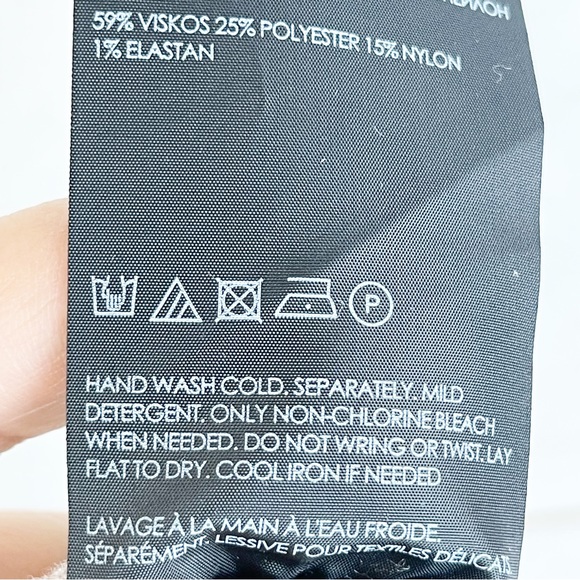 59% VISKOS 25% POLYESTER 15% NYLON
1% ELASTAN
P
HAND WASH COLD. SEPARATELY. MILD
DETERGENT. ONLY NON-CHLORINE BLEACH
WHEN NEEDED. DO NOT WRING OR TWIST. LAY
FLAT TO DRY. COOL IRON IF NEEDED
LAVAGE À LA MAIN À L'EAU FROIDE.
SÉPARÉMENT. LESSIVE POUR TEXTILES DÉLICATS